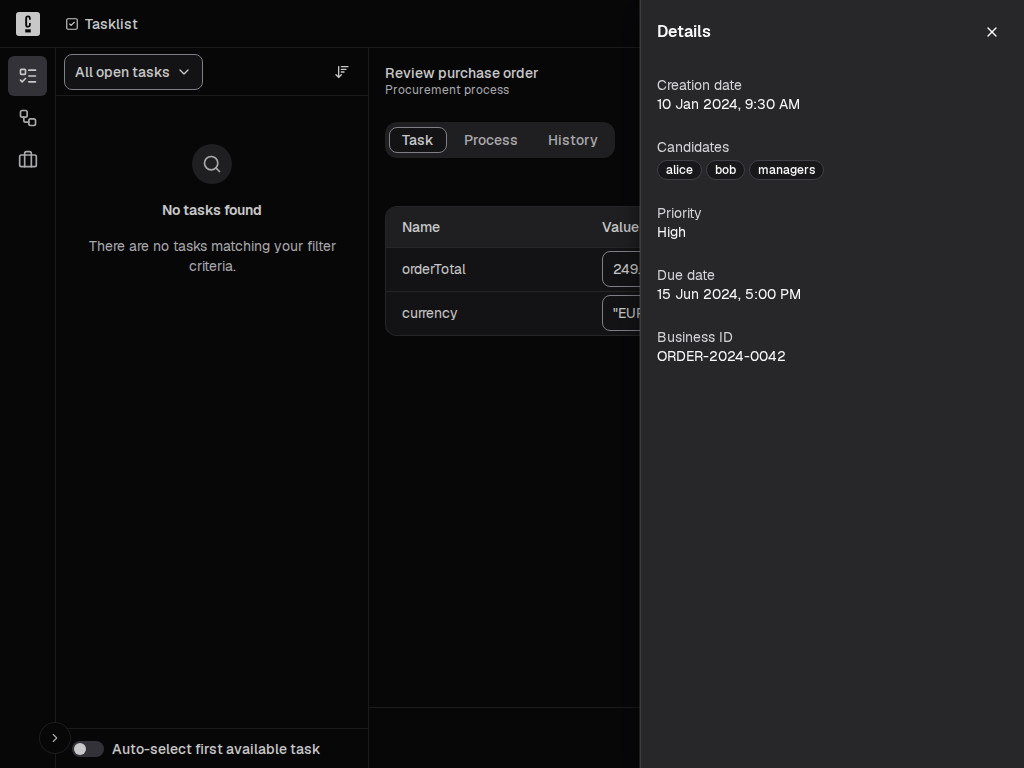 Tasklist
All open tasks
No tasks found
There are no tasks matching your filter
criteria.
Auto-select first available task
Review purchase order
Procurement process
Task Process History
Name Value
orderTotal 249.
currency "EUR
Details
Creation date
10 Jan 2024, 9:30 AM
Candidates
alice bob managers
Priority
High
Due date
15 Jun 2024, 5:00 PM
Business ID
ORDER-2024-0042